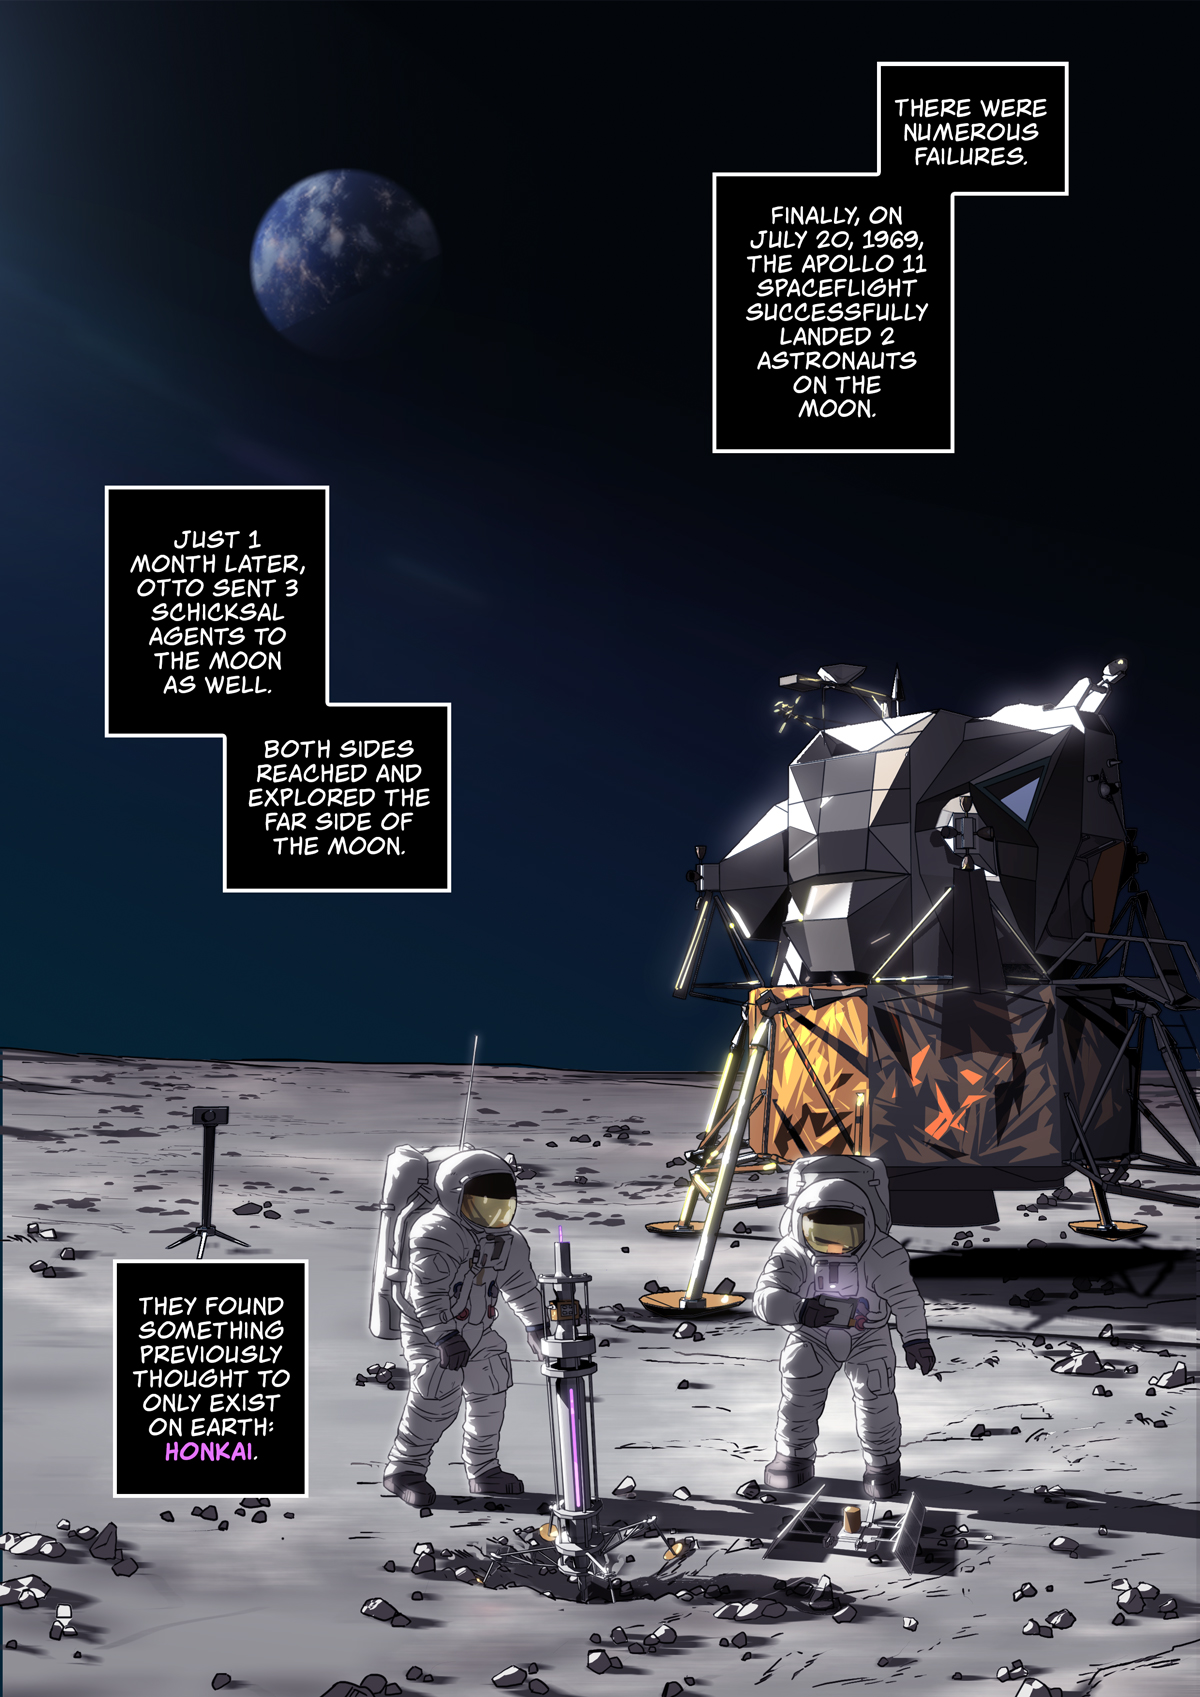 THERE WERE
NUMEROUS
FAILURES.
FINALLY, ON
JULY 20, 1969,
THE APOLLO 11
SPACEFLIGHT
SUCCESSFULLY
LANDED 2
ASTRONAUTS
ON THE
MOON.
JUST 1
MONTH LATER,
OTTO SENT 3
SCHICKSAL
AGENTS TO
THE MOON
AS WELL.
BOTH SIDES
REACHED AND
EXPLORED THE
FAR SIDE OF
THE MOON.
THEY FOUND
SOMETHING
PREVIOUSLY
THOUGHT TO
ONLY EXIST
ON EARTH:
HONKAI.